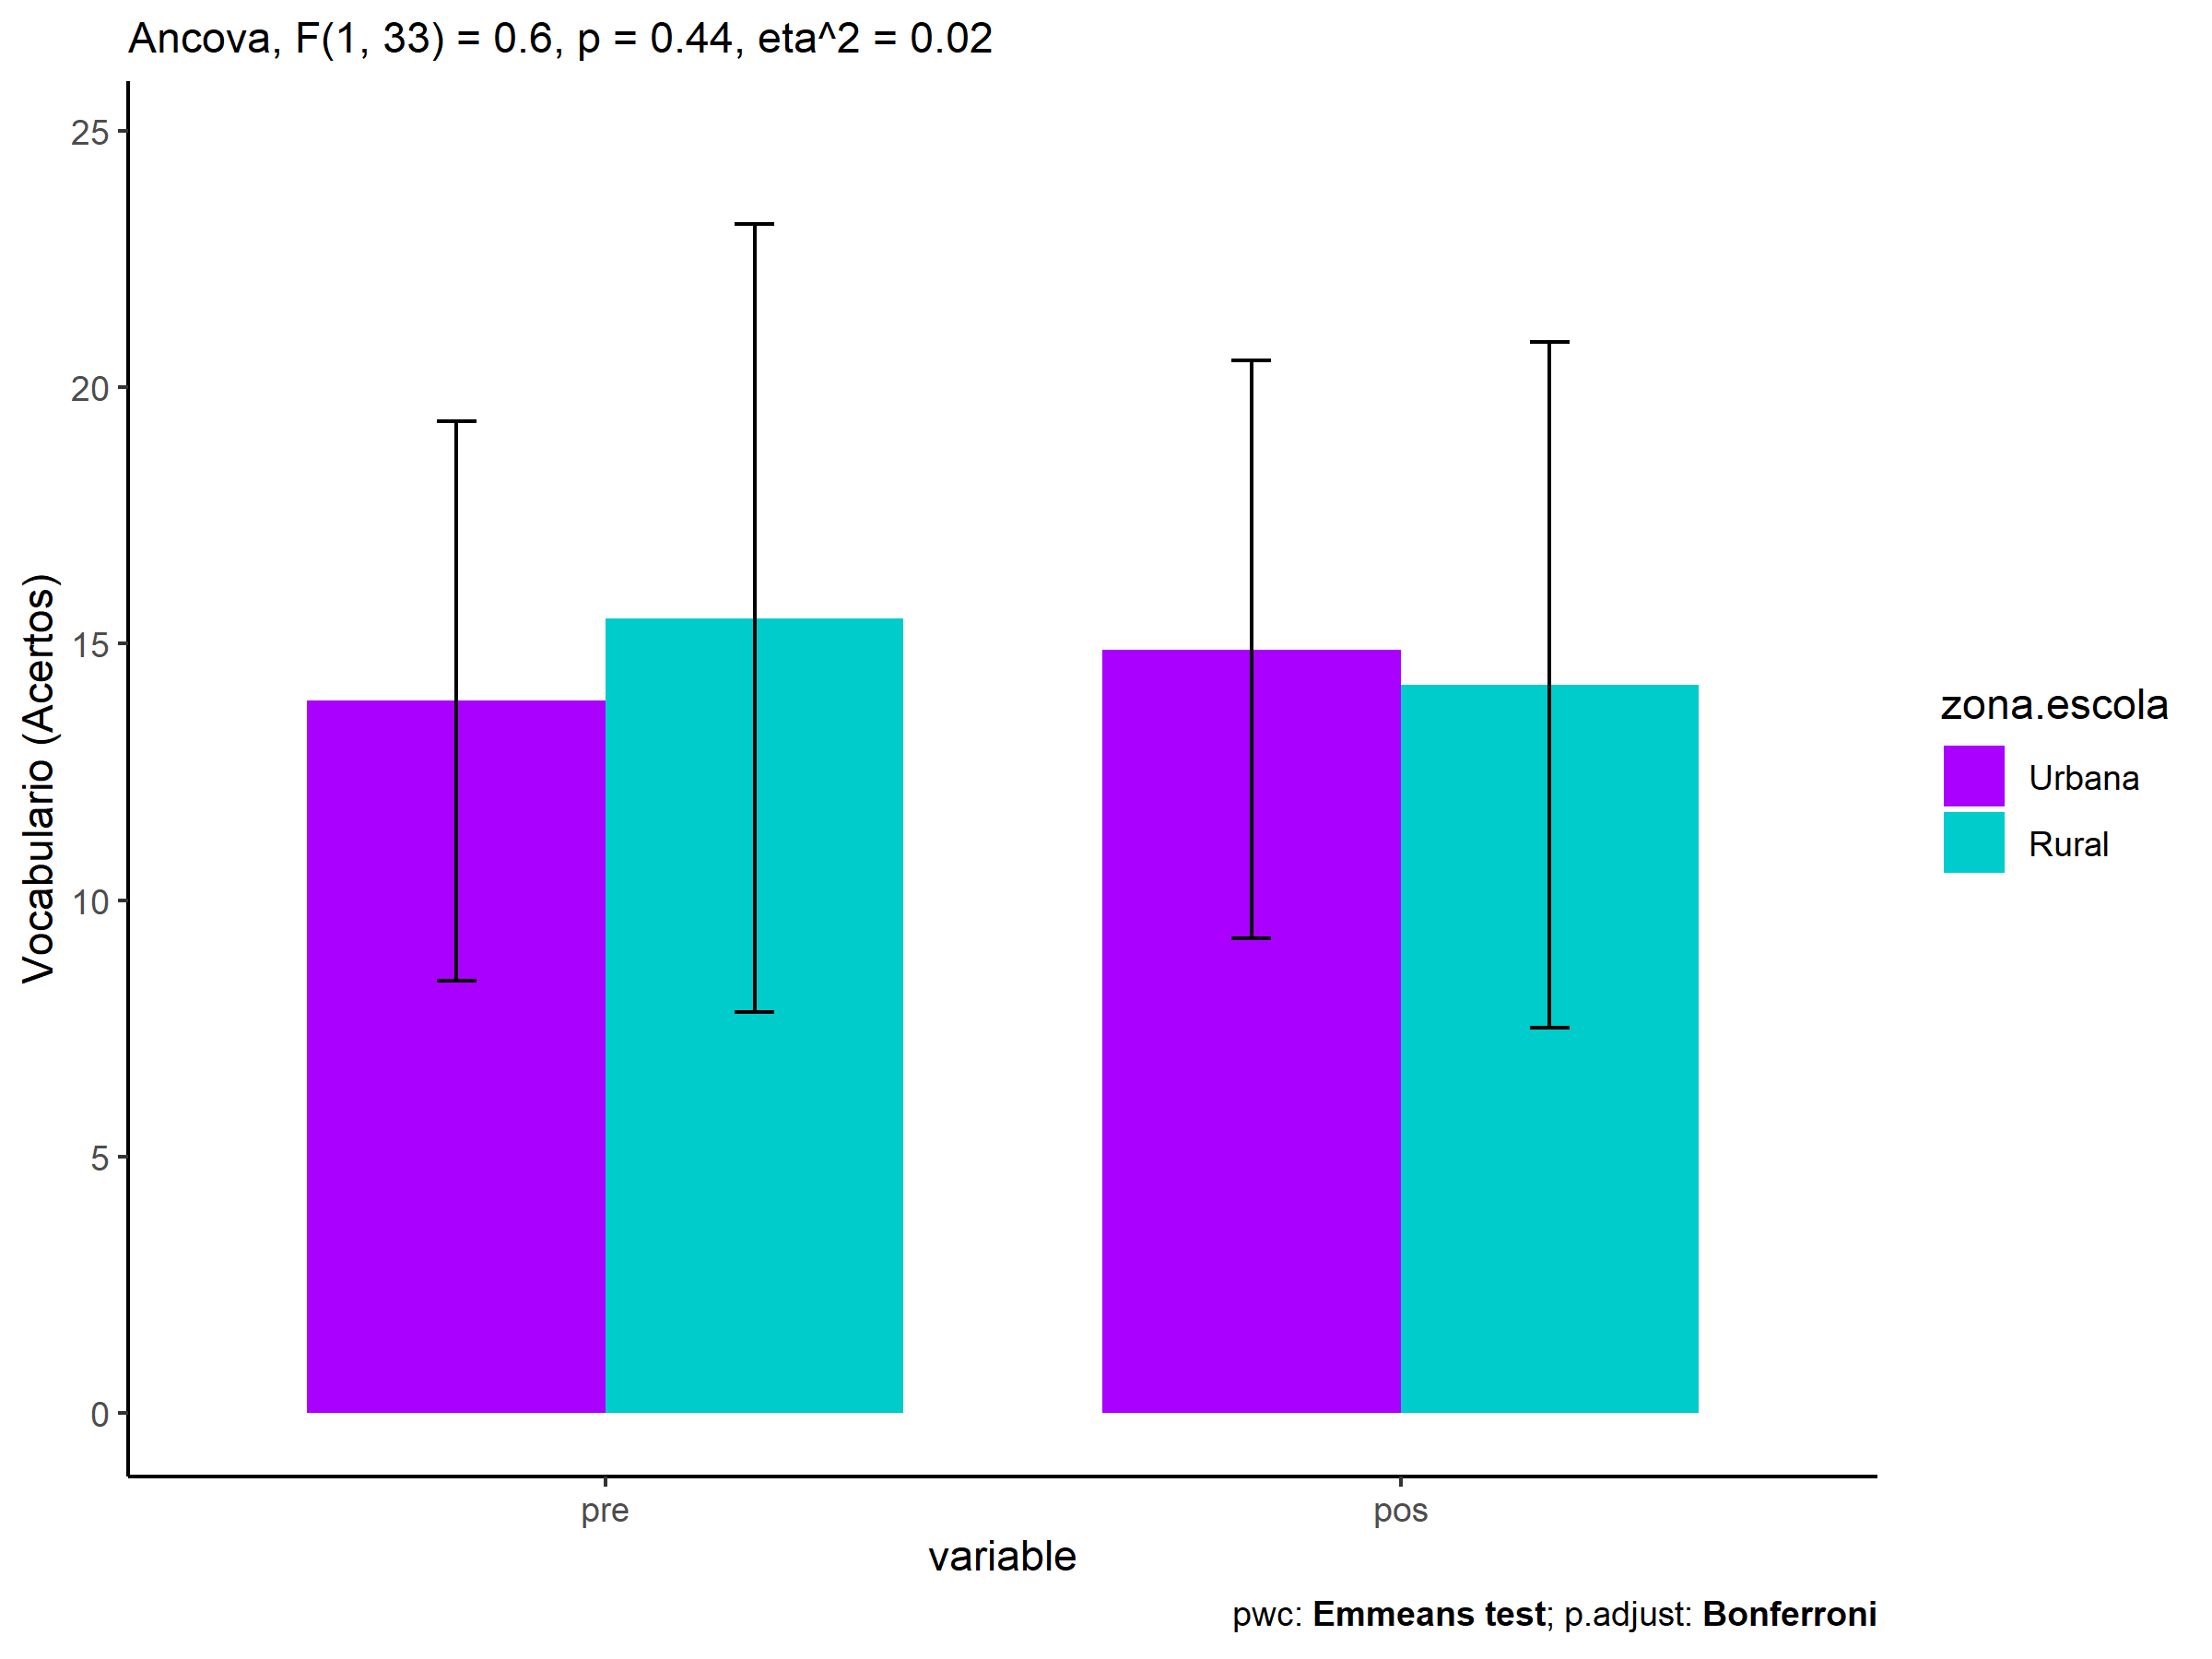 Ancova, F(1, 33) = 0.6, p = 0.44, eta^2 = 0.02
25
20
15
10
5
0
Vocabulario (Acertos)
pre
pos
variable
zona.escola
Urbana
Rural
pwc: Emmeans test; p.adjust: Bonferroni